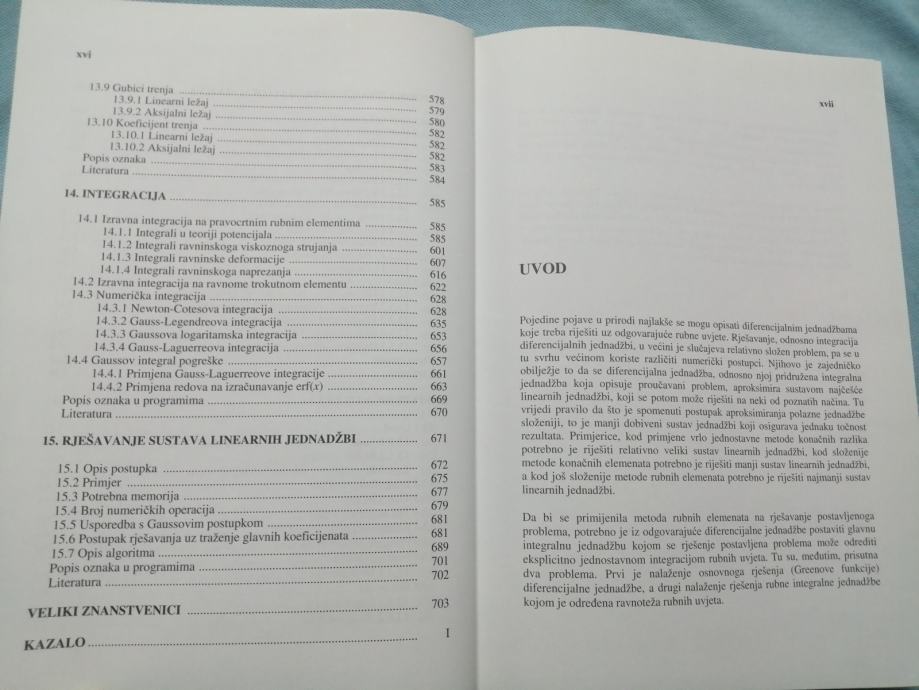 xvi
13.9 Gubici trenja ... 578
13.9.1 Linearni ležaj ... 579
13.9.2 Aksijalni ležaj ... 580
13.10 Koeficijent trenja ... 582
13.10.1 Linearni ležaj ... 582
13.10.2 Aksijalni ležaj ... 582
Popis oznaka ... 583
Literatura ... 584
14. INTEGRACIJA ... 585
14.1 Izravna integracija na pravocrtnim rubnim elementima ... 585
14.1.1 Integrali u teoriji potencijala ... 585
14.1.2 Integrali ravninskoga viskoznoga strujanja ... 601
14.1.3 Integrali ravninske deformacije ... 607
14.1.4 Integrali ravninskoga naprezanja ... 616
14.2 Izravna integracija na ravnome trokutnom elementu ... 622
14.3 Numerička integracija ... 628
14.3.1 Newton-Cotesova integracija ... 628
14.3.2 Gauss-Legendreova integracija ... 635
14.3.3 Gaussova logaritamska integracija ... 653
14.3.4 Gauss-Laguerreova integracija ... 656
14.4 Gaussov integral pogreške ... 657
14.4.1 Primjena Gauss-Laguerreove integracije ... 661
14.4.2 Primjena redova na izračunavanje erf(x) ... 663
Popis oznaka u programima ... 669
Literatura ... 670
15. RJEŠAVANJE SUSTAVA LINEARNIH JEDNADŽBI ... 671
15.1 Opis postupka ... 672
15.2 Primjer ... 675
15.3 Potrebna memorija ... 677
15.4 Broj numeričkih operacija ... 679
15.5 Usporedba s Gaussovim postupkom ... 681
15.6 Postupak rješavanja uz traženje glavnih koeficijenata ... 681
15.7 Opis algoritma ... 689
Popis oznaka u programima ... 701
Literatura ... 702
VELIKI ZNANSTVENICI ... 703
KAZALO ... I
xvii
UVOD
Pojedine pojave u prirodi najlakše se mogu opisati diferencijalnim jednadžbama
koje treba riješiti uz odgovarajuće rubne uvjete. Rješavanje, odnosno integracija
diferencijalnih jednadžbi, u većini je slučajeva relativno složen problem, pa se u
tu svrhu većinom koriste različiti numerički postupci. Njihovo je zajedničko
obilježje to da se diferencijalna jednadžba, odnosno njoj pridružena integralna
jednadžba koja opisuje proučavani problem, aproksimira sustavom najčešće
linearnih jednadžbi, koji se potom može riješiti na neki od poznatih načina. Tu
vrijedi pravilo da što je spomenuti postupak aproksimiranja polazne jednadžbe
složeniji, to je manji dobiveni sustav jednadžbi koji osigurava jednaku točnost
rezultata. Primjerice, kod primjene vrlo jednostavne metode konačnih razlika
potrebno je riješiti relativno veliki sustav linearnih jednadžbi, kod složenije
metode konačnih elemenata potrebno je riješiti manji sustav linearnih jednadžbi,
a kod još složenije metode rubnih elemenata potrebno je riješiti najmanji sustav
linearnih jednadžbi.
Da bi se primijenila metoda rubnih elemenata na rješavanje postavljenoga
problema, potrebno je iz odgovarajuće diferencijalne jednadžbe postaviti glavnu
integralnu jednadžbu kojom se rješenje postavljena problema može odrediti
eksplicitno jednostavnom integracijom rubnih uvjeta. Tu su, međutim, prisutna
dva problema. Prvi je nalaženje osnovnoga rješenja (Greenove funkcije)
diferencijalne jednadžbe, a drugi nalaženje rješenja rubne integralne jednadžbe
kojom je određena ravnoteža rubnih uvjeta.